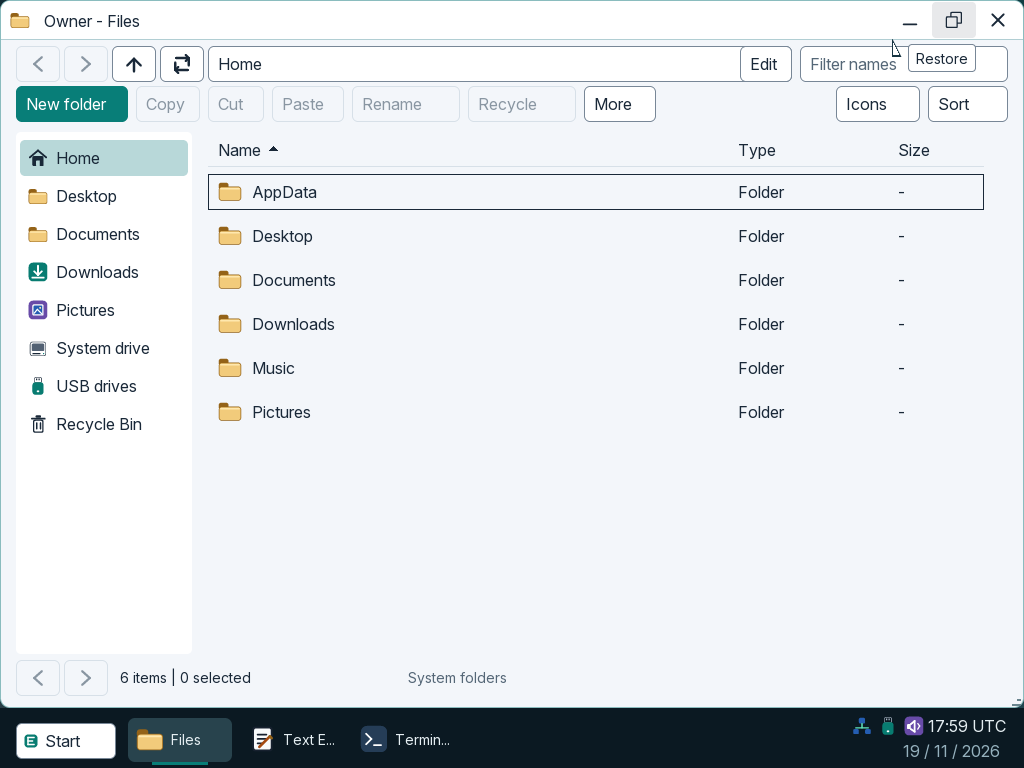 Owner - Files
Home
Edit
Filter names
Restore
New folder
Copy
Cut
Paste
Rename
Recycle
More
Icons
Sort
Home
Desktop
Documents
Downloads
Pictures
System drive
USB drives
Recycle Bin
Name Type Size
AppData Folder -
Desktop Folder -
Documents Folder -
Downloads Folder -
Music Folder -
Pictures Folder -
6 items | 0 selected
System folders
Start
Files
Text E...
Termin...
17:59 UTC
19 / 11 / 2026